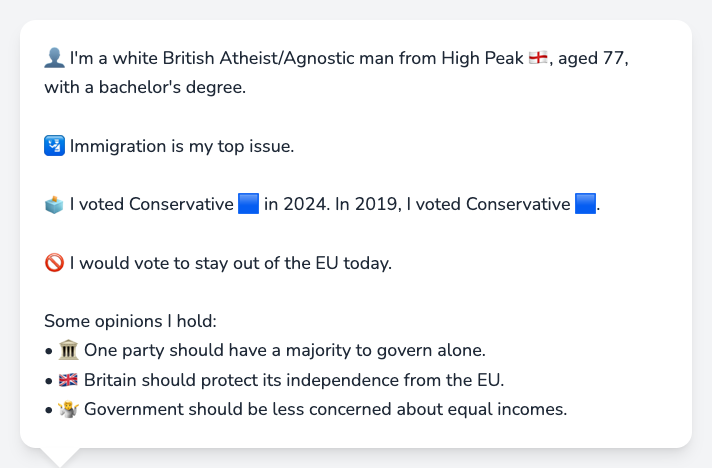 👤 I'm a white British Atheist/Agnostic man from High Peak 🏴󠁧󠁢󠁥󠁮󠁧󠁿, aged 77,
with a bachelor's degree.
🛂 Immigration is my top issue.
🗳️ I voted Conservative 🟦 in 2024. In 2019, I voted Conservative 🟦.
🚫 I would vote to stay out of the EU today.
Some opinions I hold:
• 🏛️ One party should have a majority to govern alone.
• 🇬🇧 Britain should protect its independence from the EU.
• 🤷 Government should be less concerned about equal incomes.